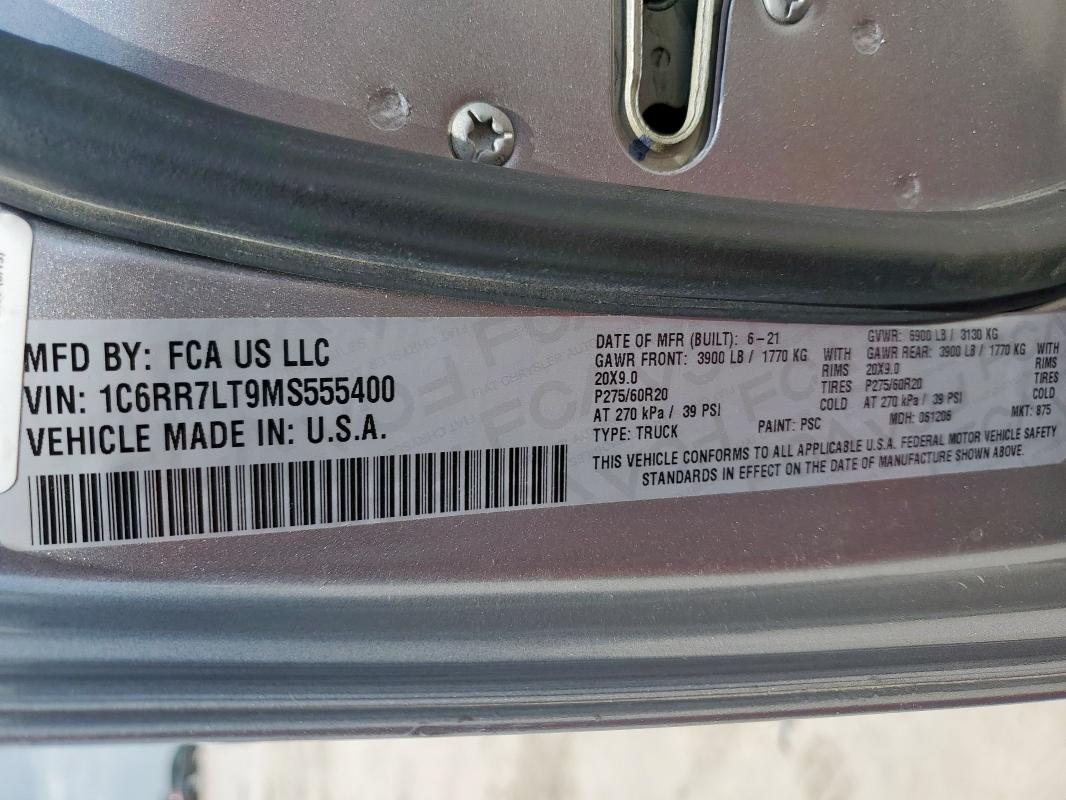 MFD BY: FCA US LLC
VIN: 1C6RR7LT9MS555400
VEHICLE MADE IN: U.S.A.
DATE OF MFR (BUILT): 6-21
GAWR FRONT: 3900 LB / 1770 KG WITH
20X9.0 RIMS
P275/60R20 TIRES
AT 270 kPa / 39 PSI COLD
TYPE: TRUCK PAINT: PSC
GVWR: 6900 LB / 3130 KG
GAWR REAR: 3900 LB / 1770 KG WITH
20X9.0 RIMS
P275/60R20 TIRES
AT 270 kPa / 39 PSI COLD
MDH: 061206 MKT: 875
THIS VEHICLE CONFORMS TO ALL APPLICABLE U.S.A. FEDERAL MOTOR VEHICLE SAFETY
STANDARDS IN EFFECT ON THE DATE OF MANUFACTURE SHOWN ABOVE.